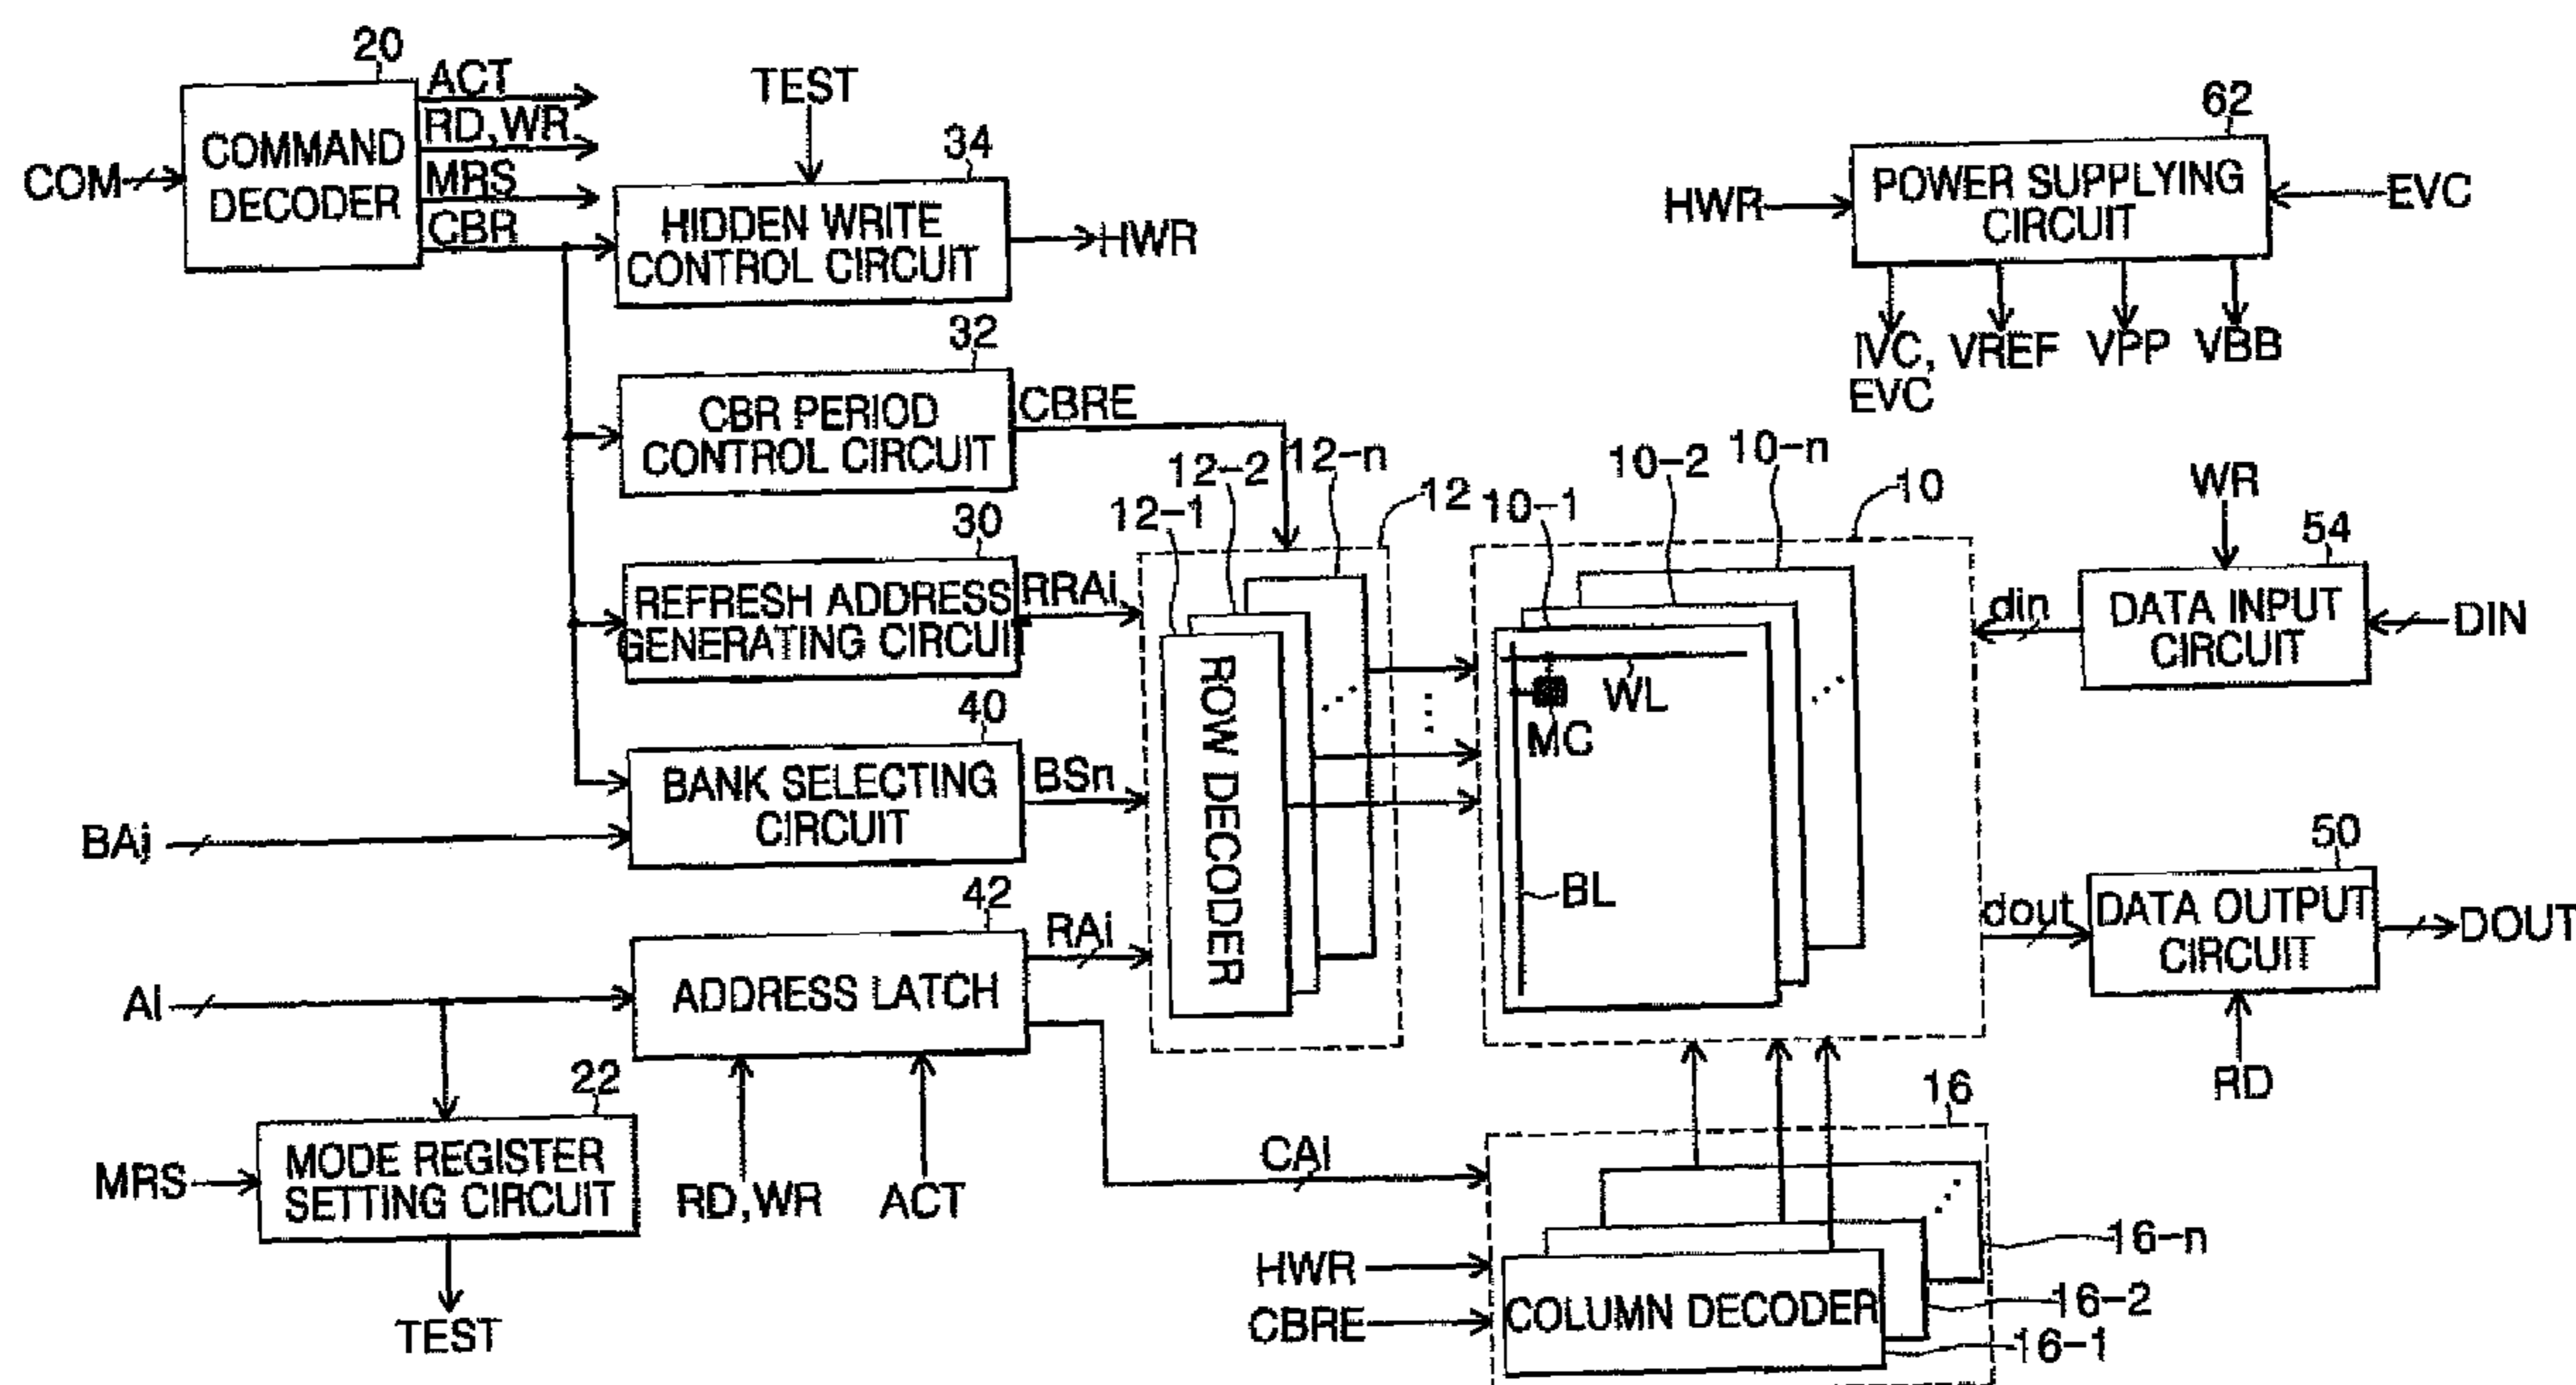 20
ACT
RD,WR
MRS
CBR
COMMAND
DECODER
COM
TEST
34
HIDDEN WRITE
CONTROL CIRCUIT
HWR
62
HWR
POWER SUPPLYING
CIRCUIT
EVC
IVC,
EVC
VREF
VPP
VBB
32
CBR PERIOD
CONTROL CIRCUIT
CBRE
12-1
12-2
12-n
12
10-1
10-2
10-n
10
WR
54
30
REFRESH ADDRESS
GENERATING CIRCUI
RRAi
din
DATA INPUT
CIRCUIT
DIN
ROW DECODER
WL
MC
BL
40
BANK SELECTING
CIRCUIT
BSn
BAj
50
dout
DATA OUTPUT
CIRCUIT
DOUT
RD
42
ADDRESS LATCH
RAi
Ai
22
MODE REGISTER
SETTING CIRCUIT
MRS
RD,WR
ACT
CAi
TEST
16
HWR
CBRE
COLUMN DECODER
16-n
16-2
16-1